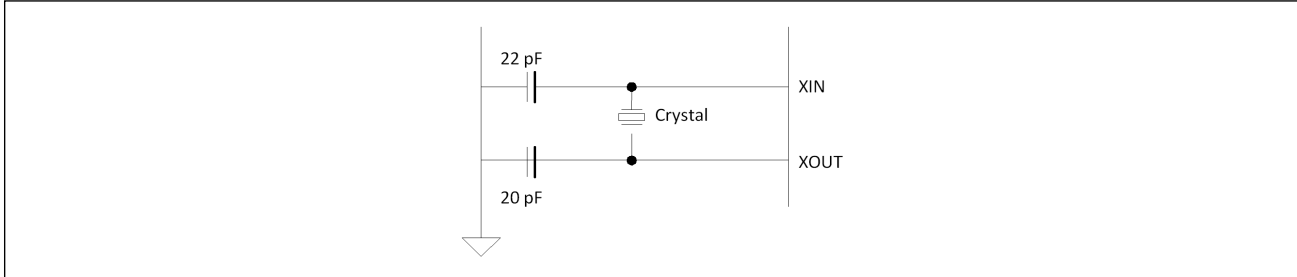 22 pF
XIN
Crystal
XOUT
20 pF